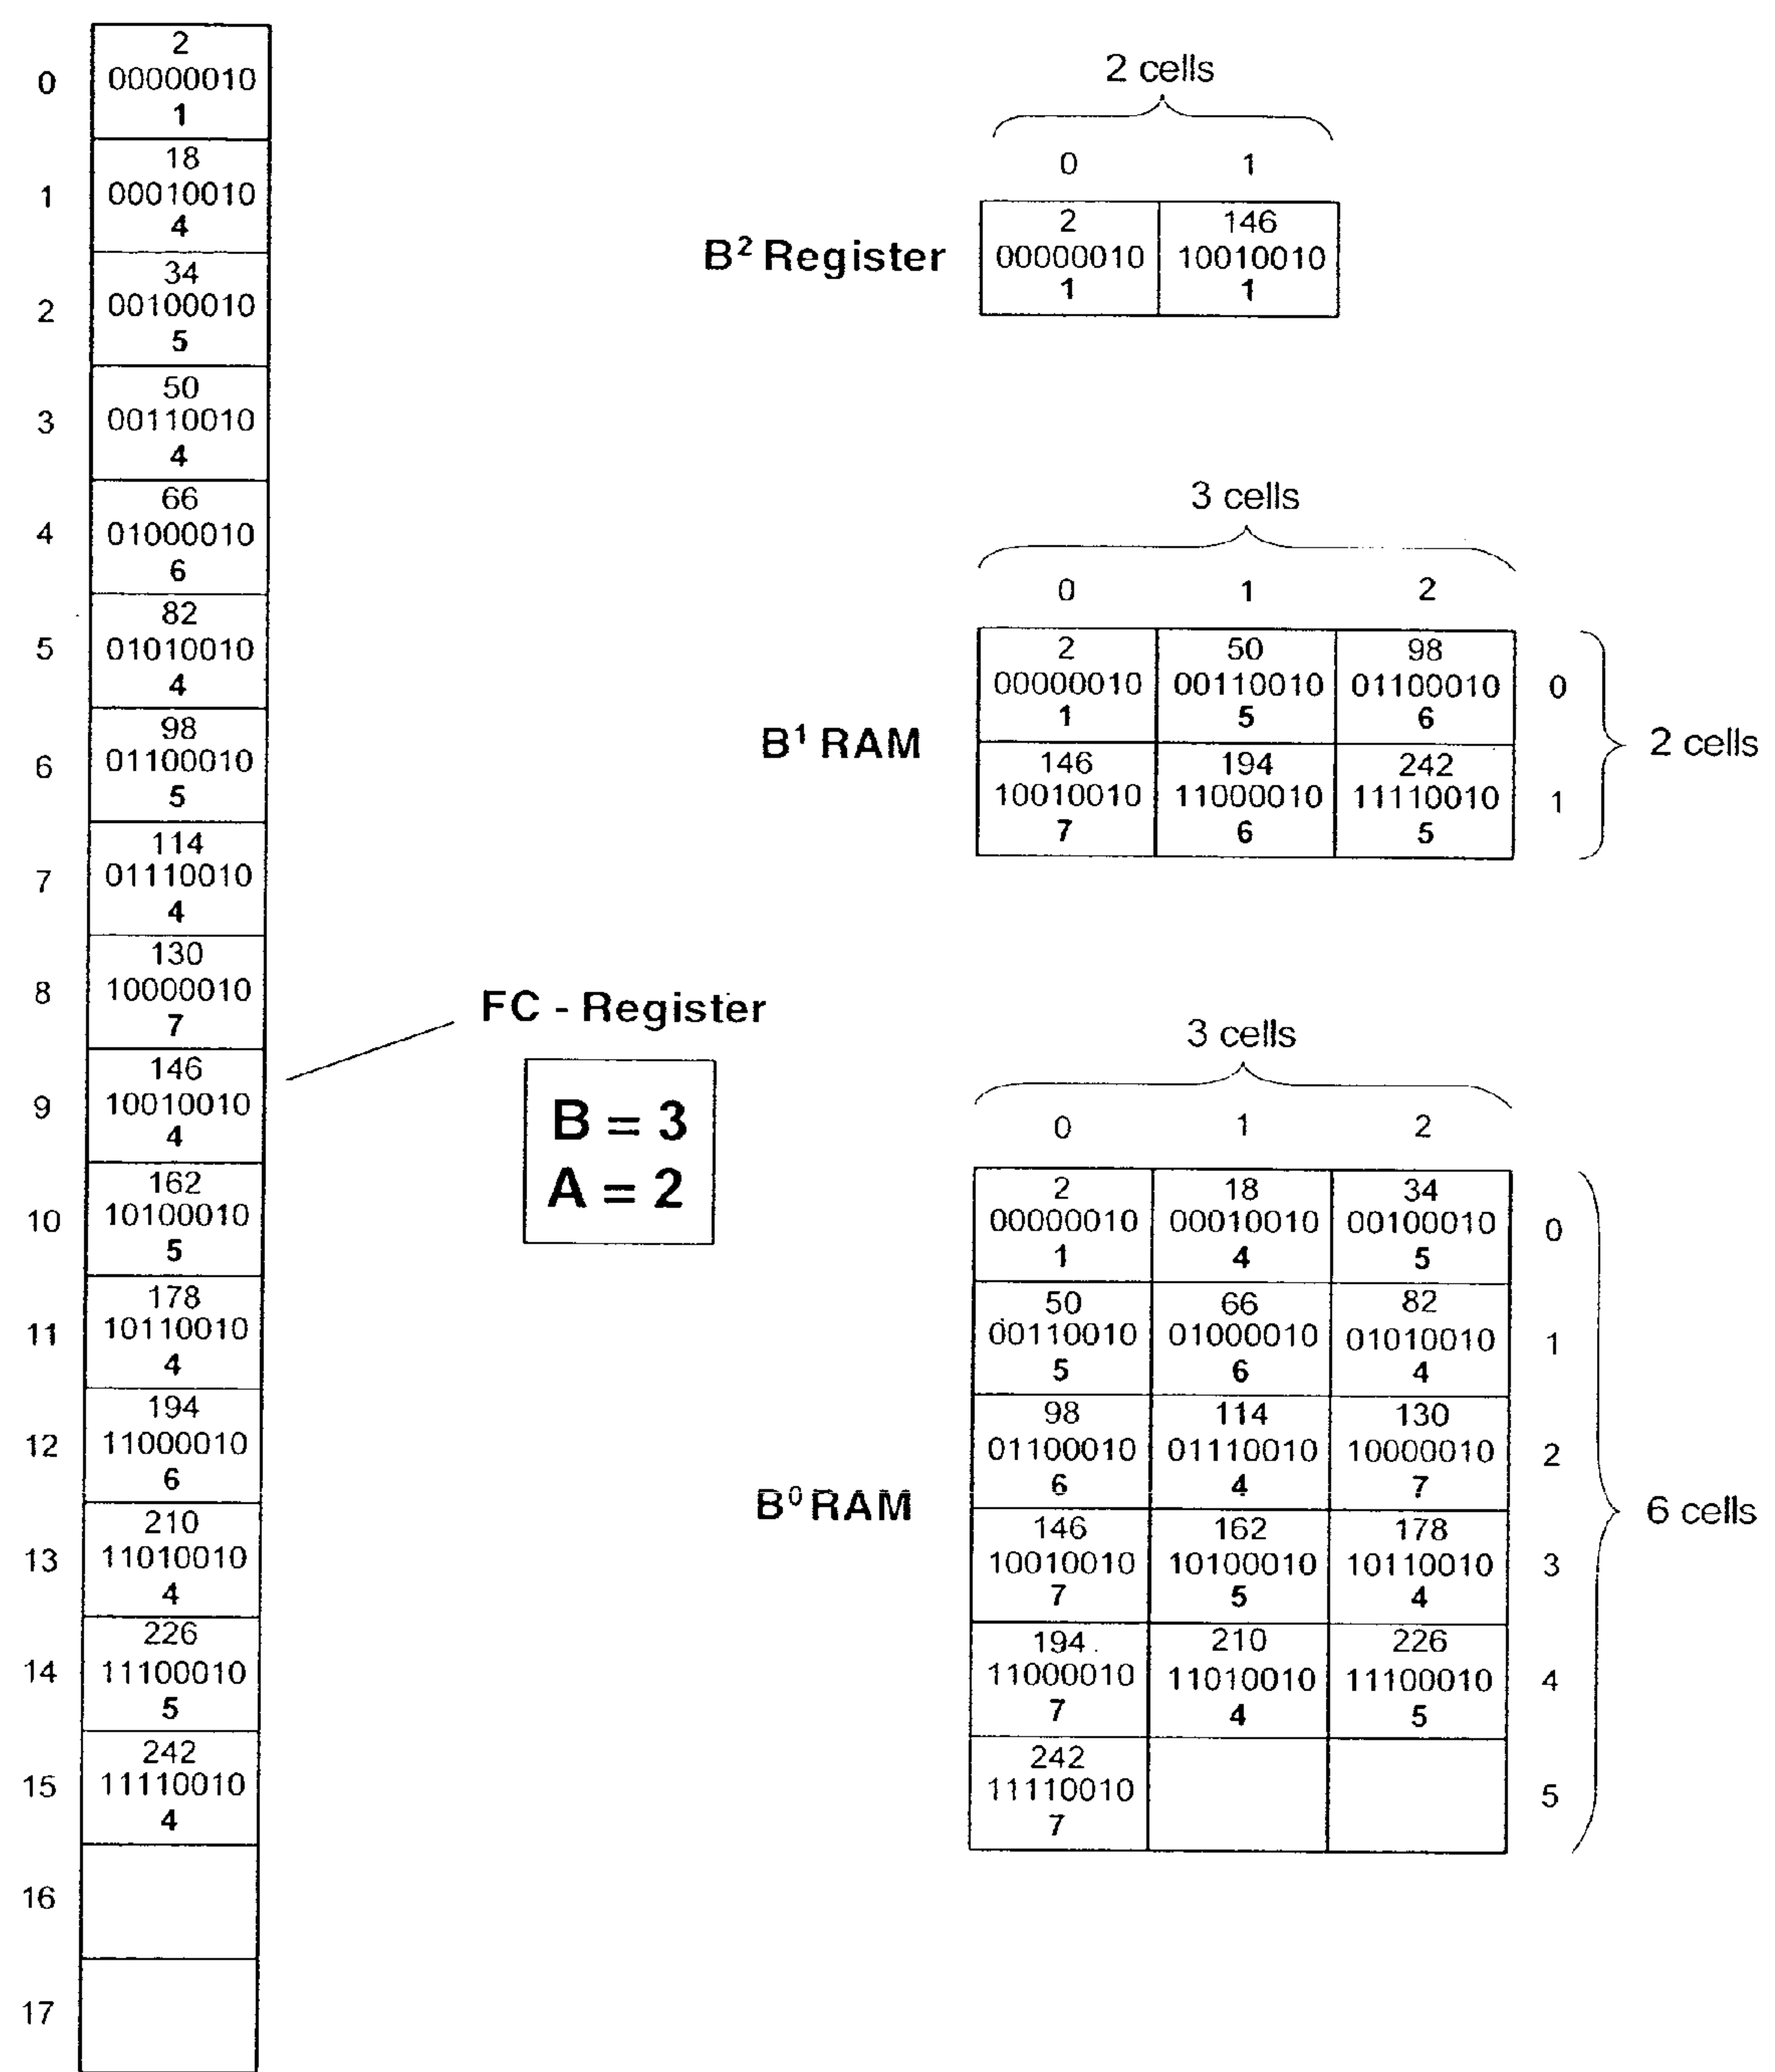 0
2
00000010
1
1
18
00010010
4
2
34
00100010
5
3
50
00110010
4
4
66
01000010
6
5
82
01010010
4
6
98
01100010
5
7
114
01110010
4
8
130
10000010
7
9
146
10010010
4
10
162
10100010
5
11
178
10110010
4
12
194
11000010
6
13
210
11010010
4
14
226
11100010
5
15
242
11110010
4
16
17
FC - Register
B = 3
A = 2
2 cells
0 1
B² Register
2 146
00000010 10010010
1 1
3 cells
0 1 2
B¹ RAM
2 50 98
00000010 00110010 01100010 0
1 5 6
146 194 242
10010010 11000010 11110010 1
7 6 5
2 cells
3 cells
0 1 2
B⁰ RAM
2 18 34
00000010 00010010 00100010 0
1 4 5
50 66 82
00110010 01000010 01010010 1
5 6 4
98 114 130
01100010 01110010 10000010 2
6 4 7
146 162 178
10010010 10100010 10110010 3
7 5 4
194 210 226
11000010 11010010 11100010 4
7 4 5
242
11110010 5
7
6 cells